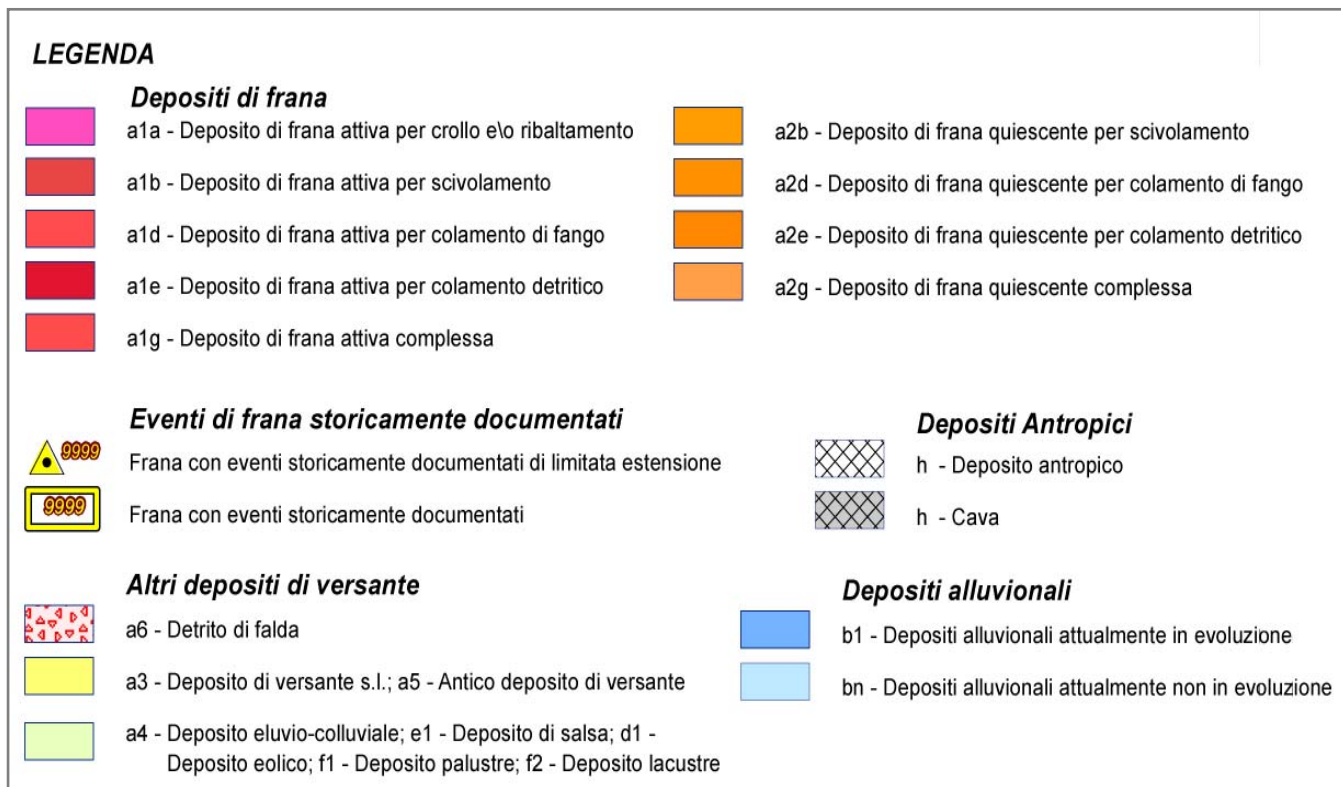 LEGENDA
Depositi di frana
a1a - Deposito di frana attiva per crollo e\o ribaltamento
a1b - Deposito di frana attiva per scivolamento
a1d - Deposito di frana attiva per colamento di fango
a1e - Deposito di frana attiva per colamento detritico
a1g - Deposito di frana attiva complessa
a2b - Deposito di frana quiescente per scivolamento
a2d - Deposito di frana quiescente per colamento di fango
a2e - Deposito di frana quiescente per colamento detritico
a2g - Deposito di frana quiescente complessa
Eventi di frana storicamente documentati
9999
Frana con eventi storicamente documentati di limitata estensione
9999
Frana con eventi storicamente documentati
Depositi Antropici
h - Deposito antropico
h - Cava
Altri depositi di versante
a6 - Detrito di falda
a3 - Deposito di versante s.l.; a5 - Antico deposito di versante
a4 - Deposito eluvio-colluviale; e1 - Deposito di salsa; d1 -
Deposito eolico; f1 - Deposito palustre; f2 - Deposito lacustre
Depositi alluvionali
b1 - Depositi alluvionali attualmente in evoluzione
bn - Depositi alluvionali attualmente non in evoluzione